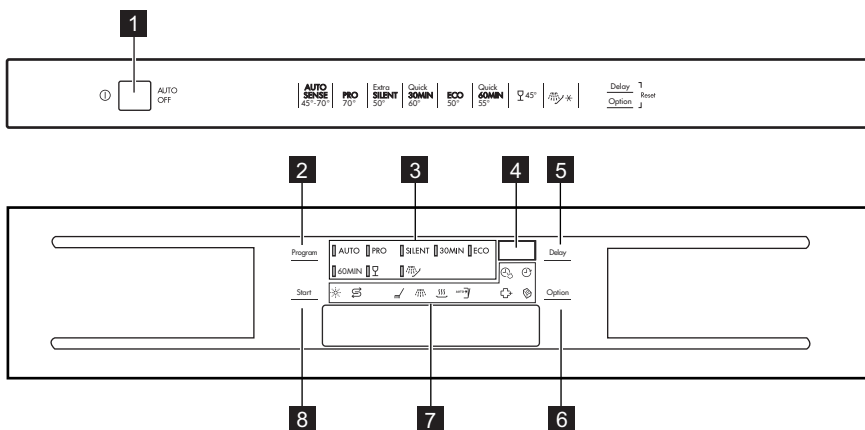 1
AUTO
OFF
AUTO
SENSE
45°-70°
PRO
70°
Extra
SILENT
50°
Quick
30MIN
60°
ECO
50°
Quick
60MIN
55°
45°
Delay
Option
Reset
2 3 4 5
Program AUTO PRO SILENT 30MIN ECO Delay
60MIN
Start AUTO Option
8 7 6